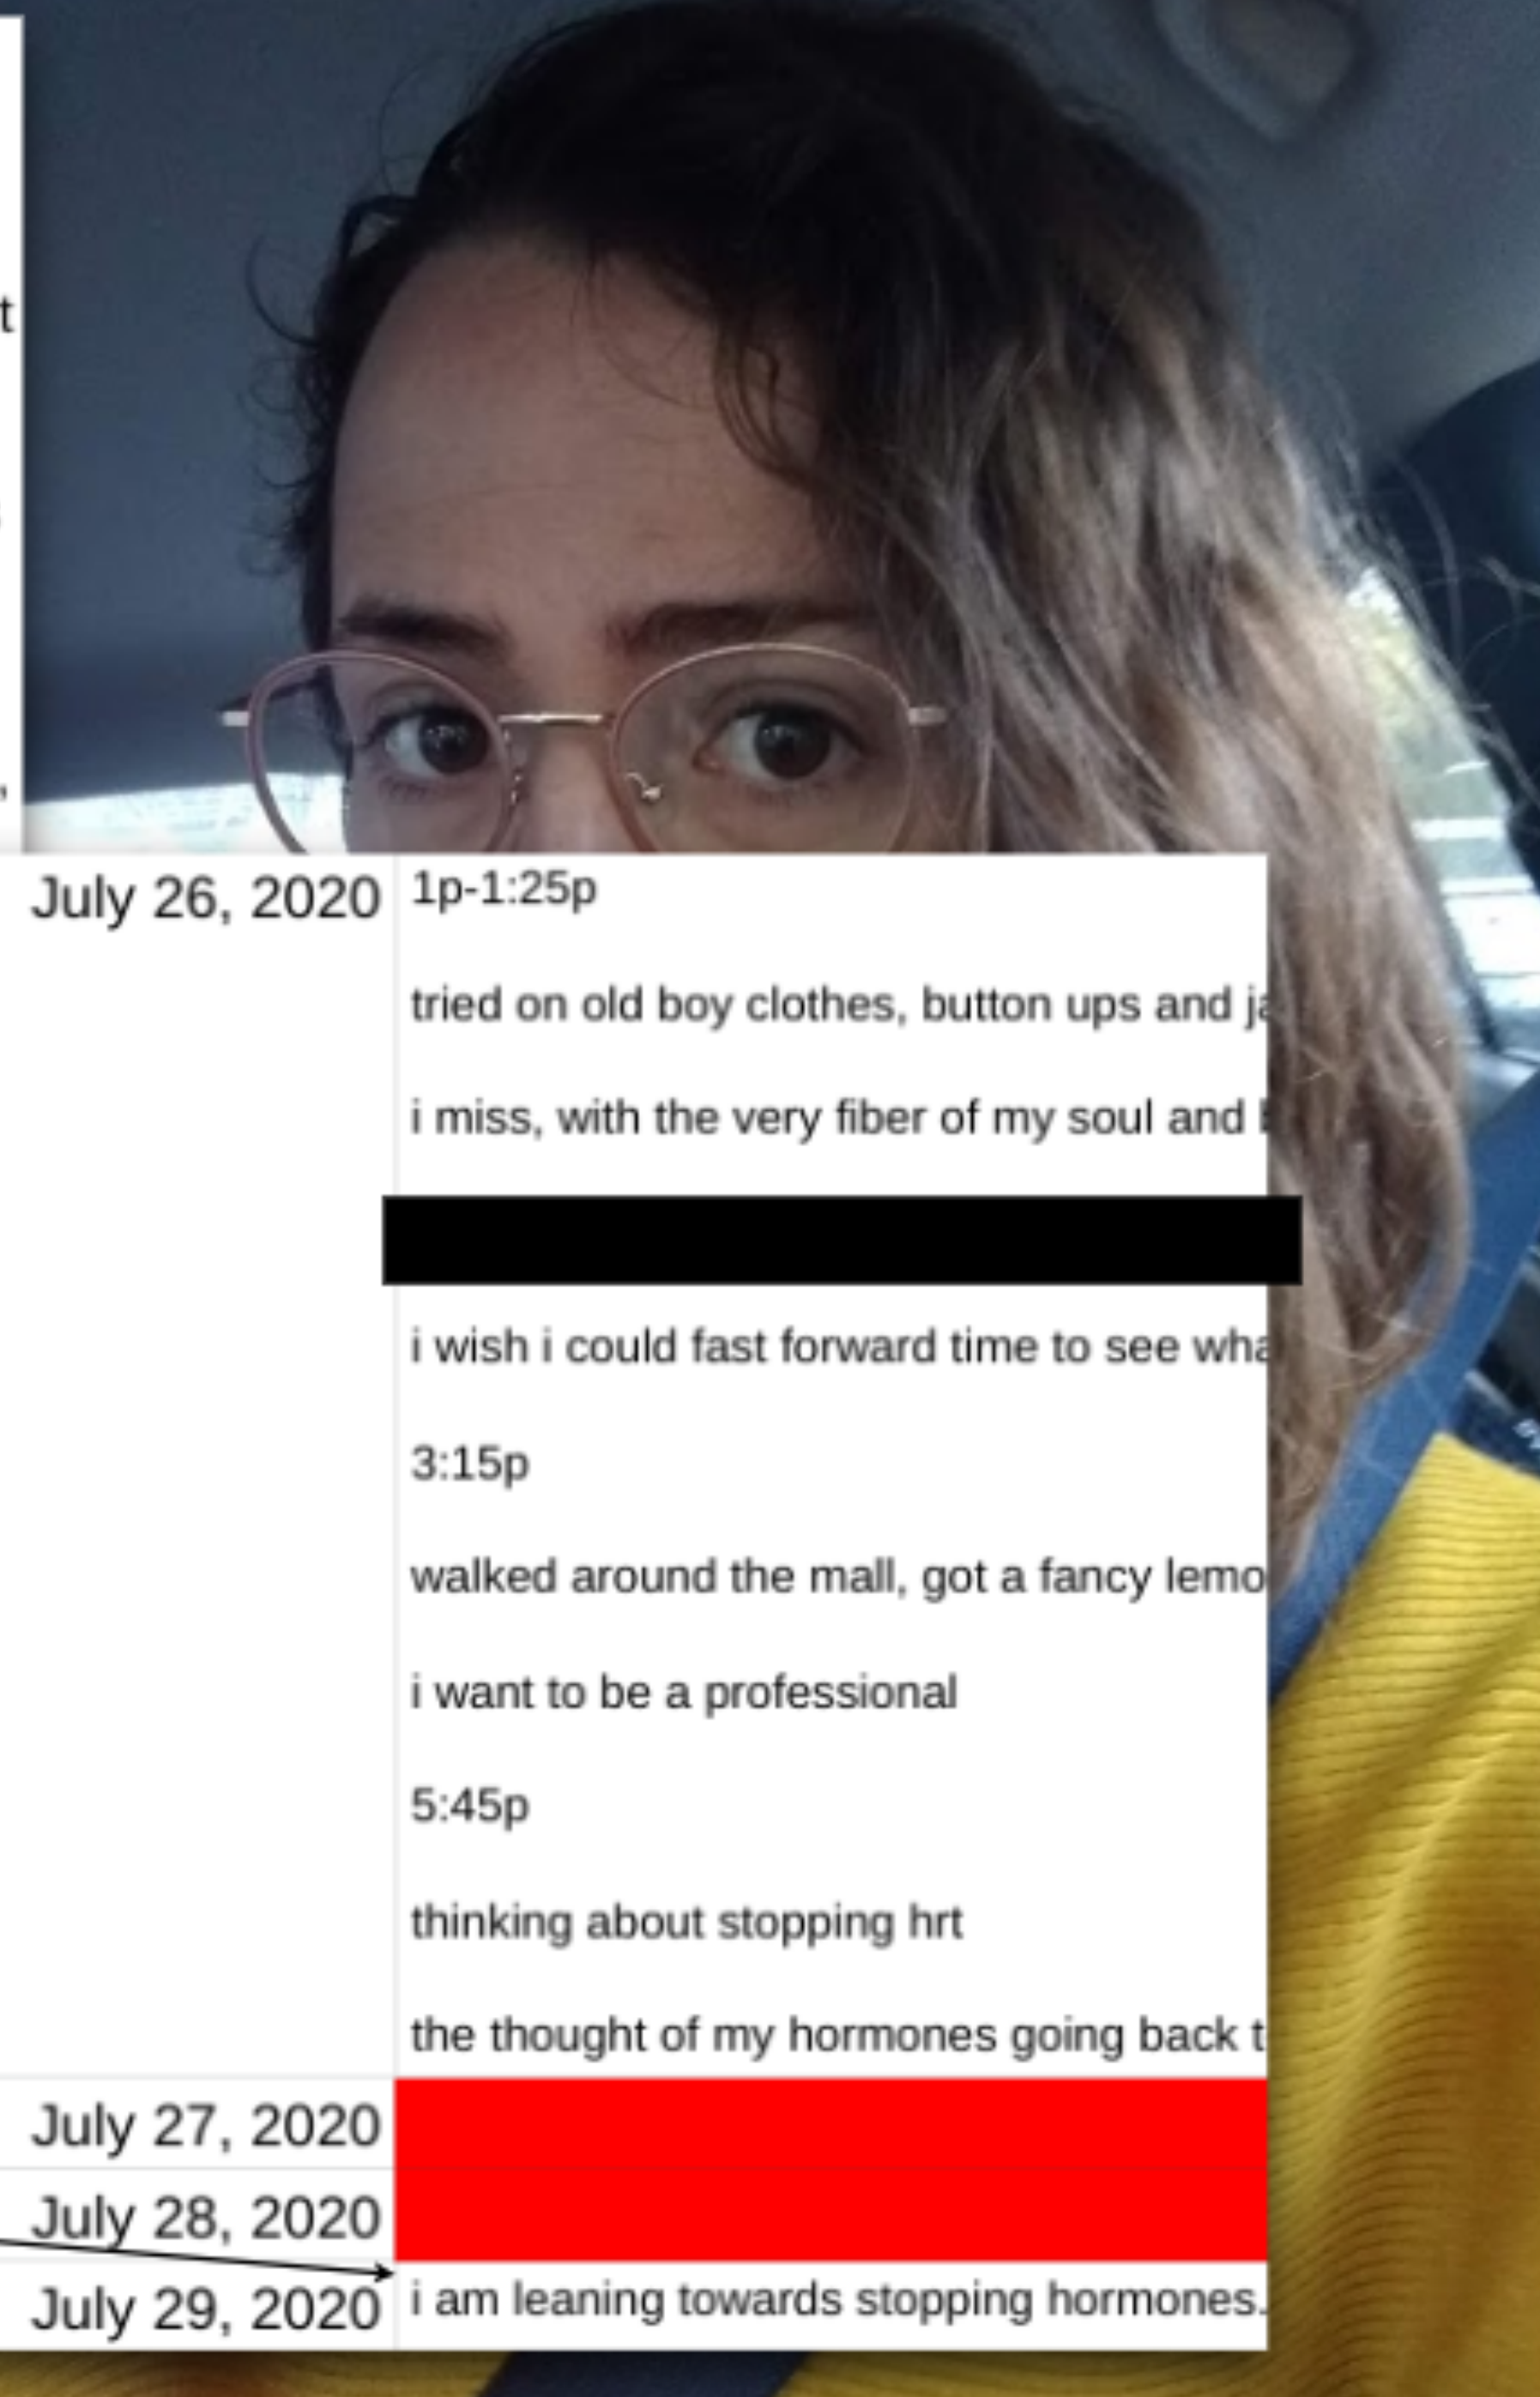 t
,
July 26, 2020
1p-1:25p
tried on old boy clothes, button ups and
i miss, with the very fiber of my soul and
i wish i could fast forward time to see
3:15p
walked around the mall, got a fancy
i want to be a professional
5:45p
thinking about stopping hrt
the thought of my hormones going back
July 27, 2020
July 28, 2020
July 29, 2020
i am leaning towards stopping hormones.